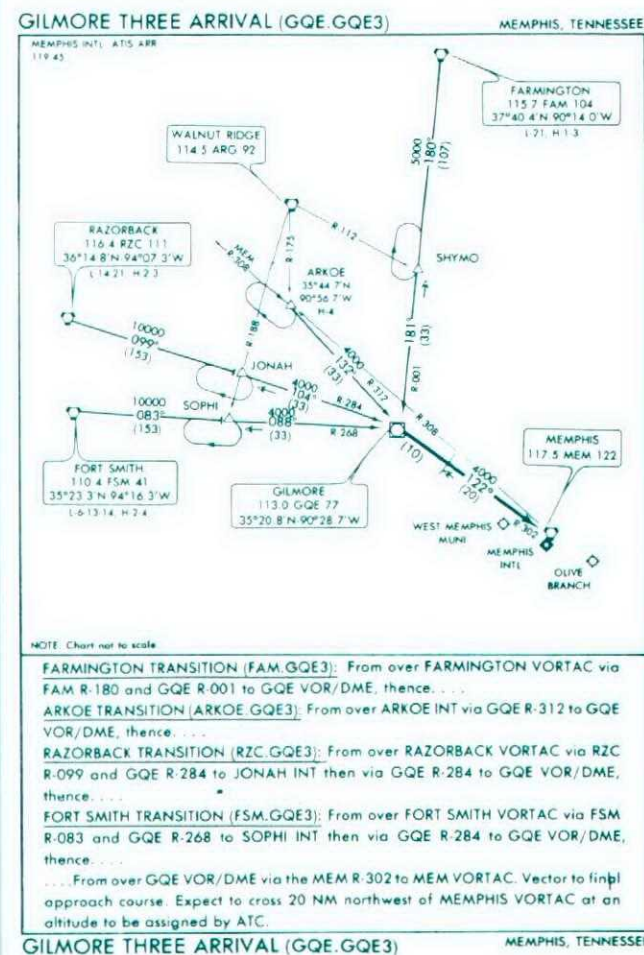 GILMORE THREE ARRIVAL (GQE.GQE3) MEMPHIS, TENNESSEE
MEMPHIS INTL ATIS ARR
119 45
FARMINGTON
115.7 FAM 104
37°40 4'N 90°14 0'W
L-21, H-1-3
WALNUT RIDGE
114.5 ARG 92
5000
180°
(107)
RAZORBACK
116.4 RZC 111
36°14 8'N 94°07 3'W
L-14-21, H-2-3
R-112
R-175
MEM
R-308
SHYMO
ARKOE
35°44 7'N
90°56 7'W
H-4
10000
099°
(153)
R-188
181°
(33)
R-001
JONAH
4000
132°
(33)
R-312
4000
104°
(33)
R-284
SOPHI
10000
083°
(153)
4000
088°
(33)
R-268
R-308
(10)
4000
122°
(20)
R-302
MEMPHIS
117.5 MEM 122
FORT SMITH
110.4 FSM 41
35°23 3'N 94°16 3'W
L-6-13-14, H-2-4
GILMORE
113.0 GQE 77
35°20.8'N-90°28.7'W
WEST MEMPHIS
MUNI
MEMPHIS
INTL
OLIVE
BRANCH
NOTE: Chart not to scale
FARMINGTON TRANSITION (FAM.GQE3): From over FARMINGTON VORTAC via
FAM R-180 and GQE R-001 to GQE VOR/DME, thence. . . .
ARKOE TRANSITION (ARKOE.GQE3): From over ARKOE INT via GQE R-312 to GQE
VOR/DME, thence. . . .
RAZORBACK TRANSITION (RZC.GQE3): From over RAZORBACK VORTAC via RZC
R-099 and GQE R-284 to JONAH INT then via GQE R-284 to GQE VOR/DME,
thence. . . .
FORT SMITH TRANSITION (FSM.GQE3): From over FORT SMITH VORTAC via FSM
R-083 and GQE R-268 to SOPHI INT then via GQE R-284 to GQE VOR/DME,
thence. . . .
. . . .From over GQE VOR/DME via the MEM R-302 to MEM VORTAC. Vector to final
approach course. Expect to cross 20 NM northwest of MEMPHIS VORTAC at an
altitude to be assigned by ATC.
GILMORE THREE ARRIVAL (GQE.GQE3) MEMPHIS, TENNESSEE